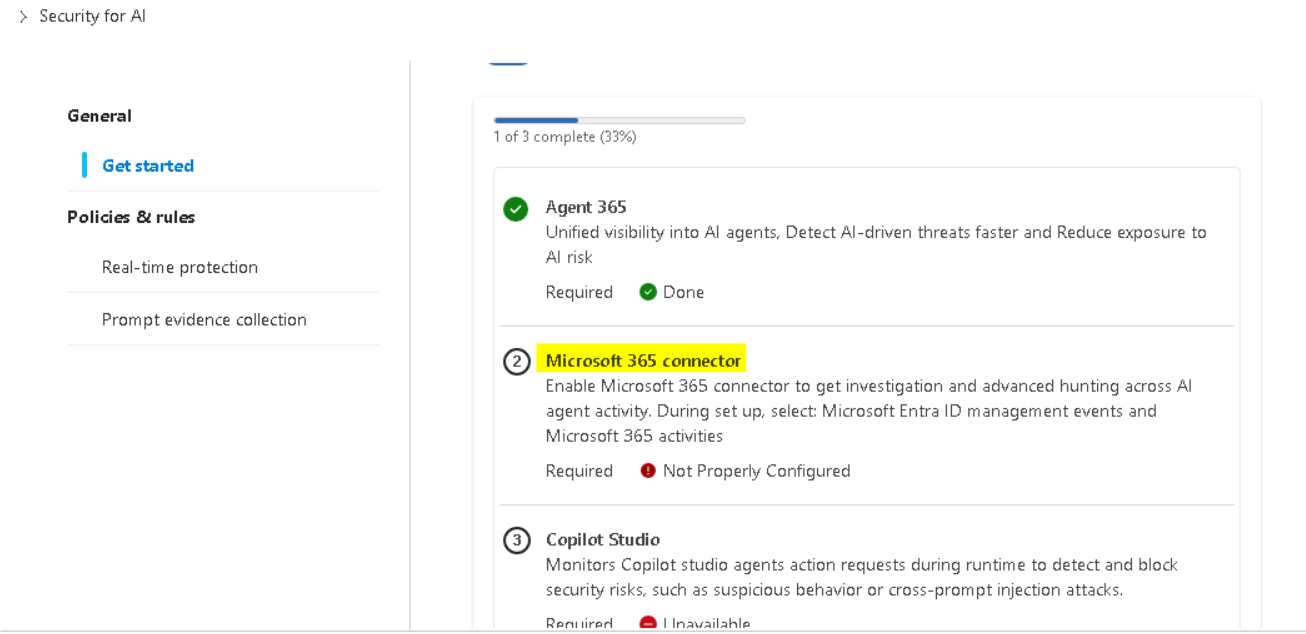 Security for AI
General
Get started
Policies & rules
Real-time protection
Prompt evidence collection
1 of 3 complete (33%)
Agent 365
Unified visibility into AI agents, Detect AI-driven threats faster and Reduce exposure to
AI risk
Required Done
2 Microsoft 365 connector
Enable Microsoft 365 connector to get investigation and advanced hunting across AI
agent activity. During set up, select: Microsoft Entra ID management events and
Microsoft 365 activities
Required Not Properly Configured
3 Copilot Studio
Monitors Copilot studio agents action requests during runtime to detect and block
security risks, such as suspicious behavior or cross-prompt injection attacks.
Required Unavailable